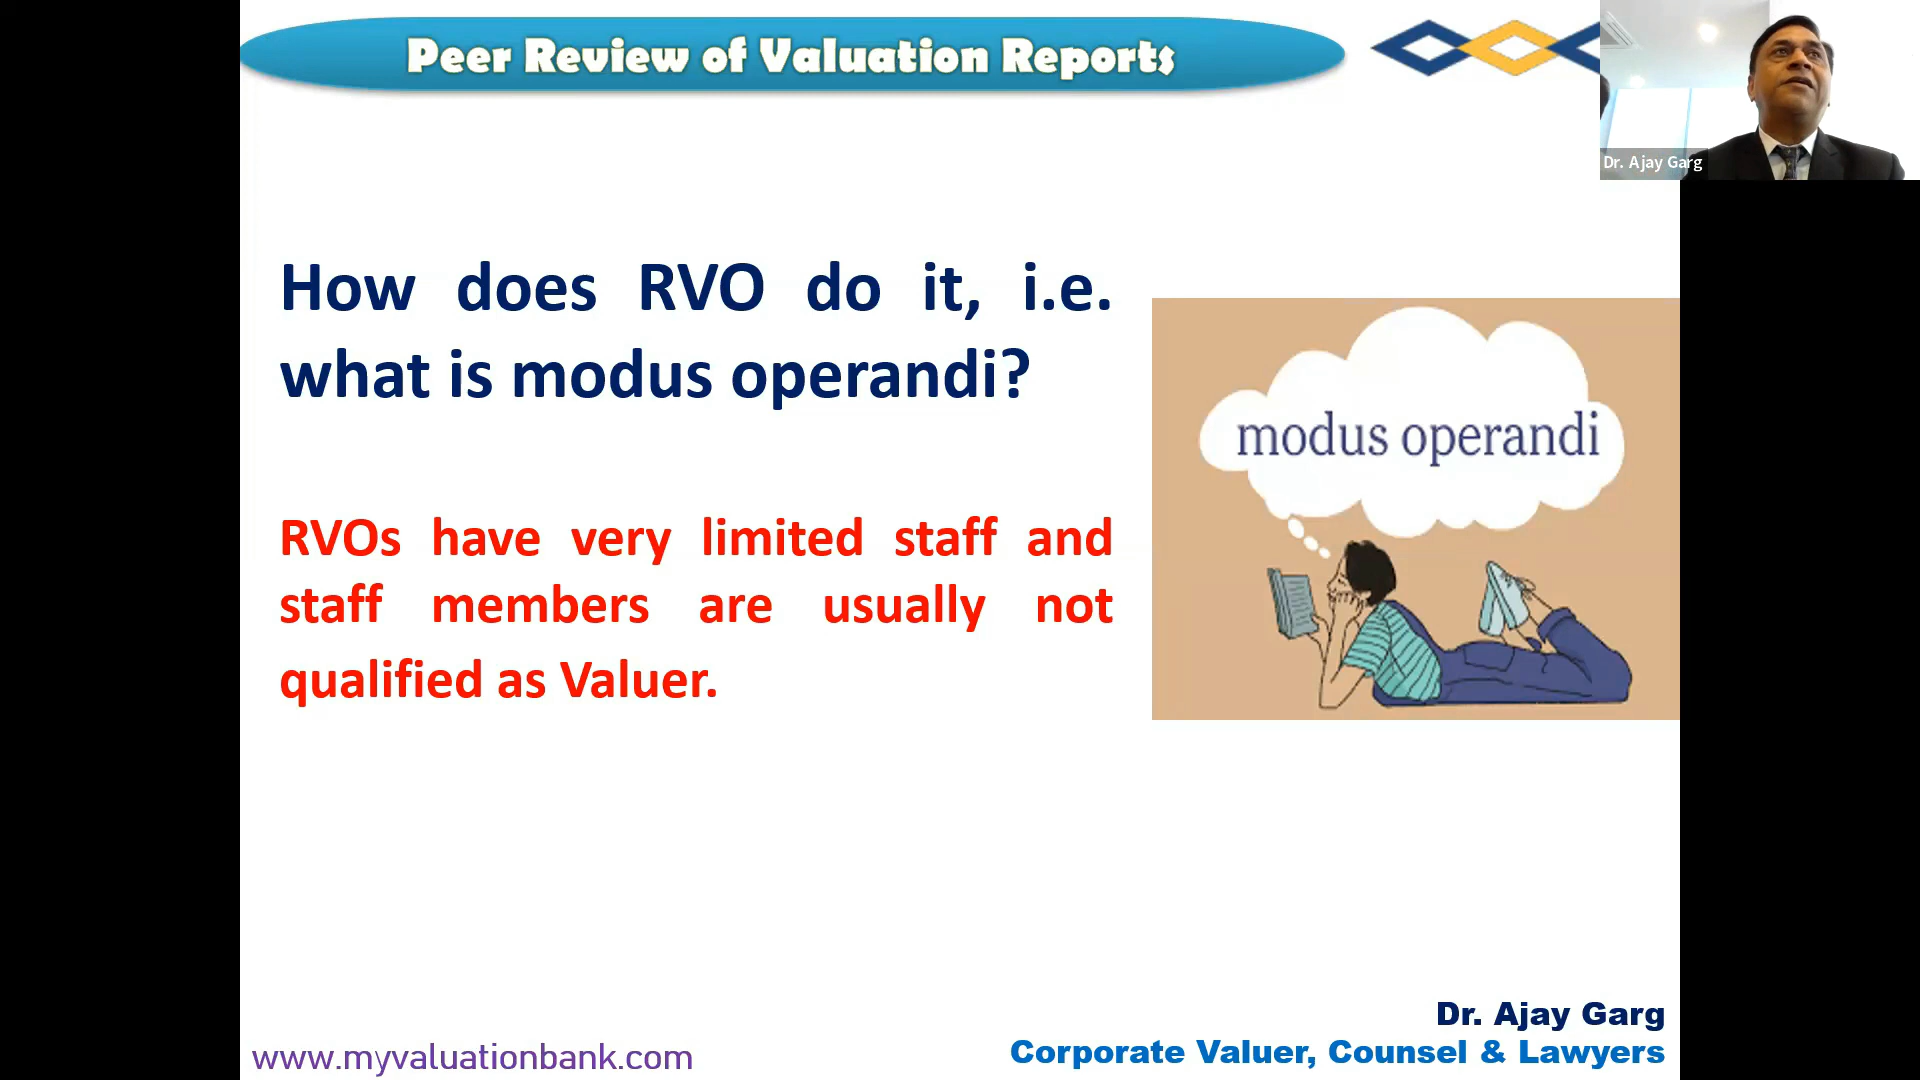 Peer Review of Valuation Reports
Dr. Ajay Garg
How does RVO do it, i.e.
what is modus operandi?
modus operandi
RVOs have very limited staff and
staff members are usually not
qualified as Valuer.
Dr. Ajay Garg
Corporate Valuer, Counsel & Lawyers
www.myvaluationbank.com